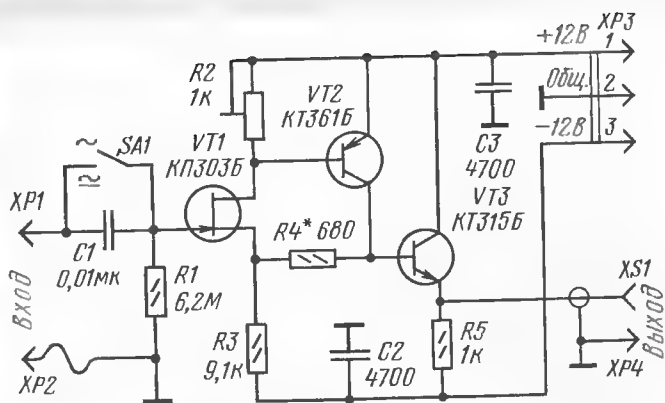 +12В
XP3
1
R2
1к
VT2
КТ361Б
Общ.
2
-12В
3
SA1
VT1
КП303Б
C3
4700
XP1
VT3
КТ315Б
R4* 680
C1
0,01мк
R1
6,2М
XS1
Вход
Выход
R3
9,1к
C2
4700
R5
1к
XP2
XP4